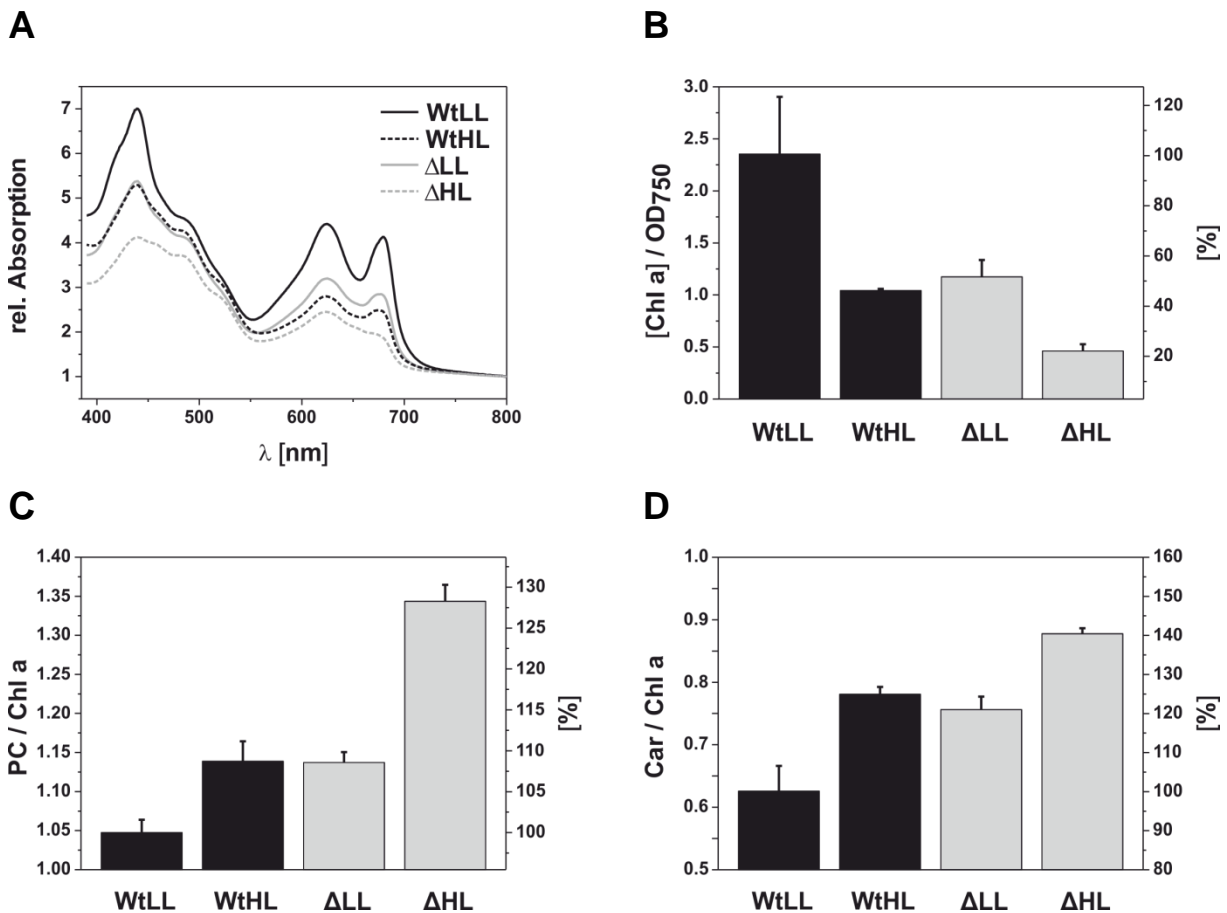 A
rel. Absorption
7
6
5
4
3
2
1
400
500
600
700
800
λ [nm]
WtLL
WtHL
ΔLL
ΔHL
B
[Chl a] / OD750
3.0
2.5
2.0
1.5
1.0
0.5
0.0
120
100
80
60
40
20
[%]
WtLL
WtHL
ΔLL
ΔHL
C
PC / Chl a
1.40
1.35
1.30
1.25
1.20
1.15
1.10
1.05
1.00
130
125
120
115
110
105
100
[%]
WtLL
WtHL
ΔLL
ΔHL
D
Car / Chl a
1.0
0.9
0.8
0.7
0.6
0.5
160
150
140
130
120
110
100
90
80
[%]
WtLL
WtHL
ΔLL
ΔHL